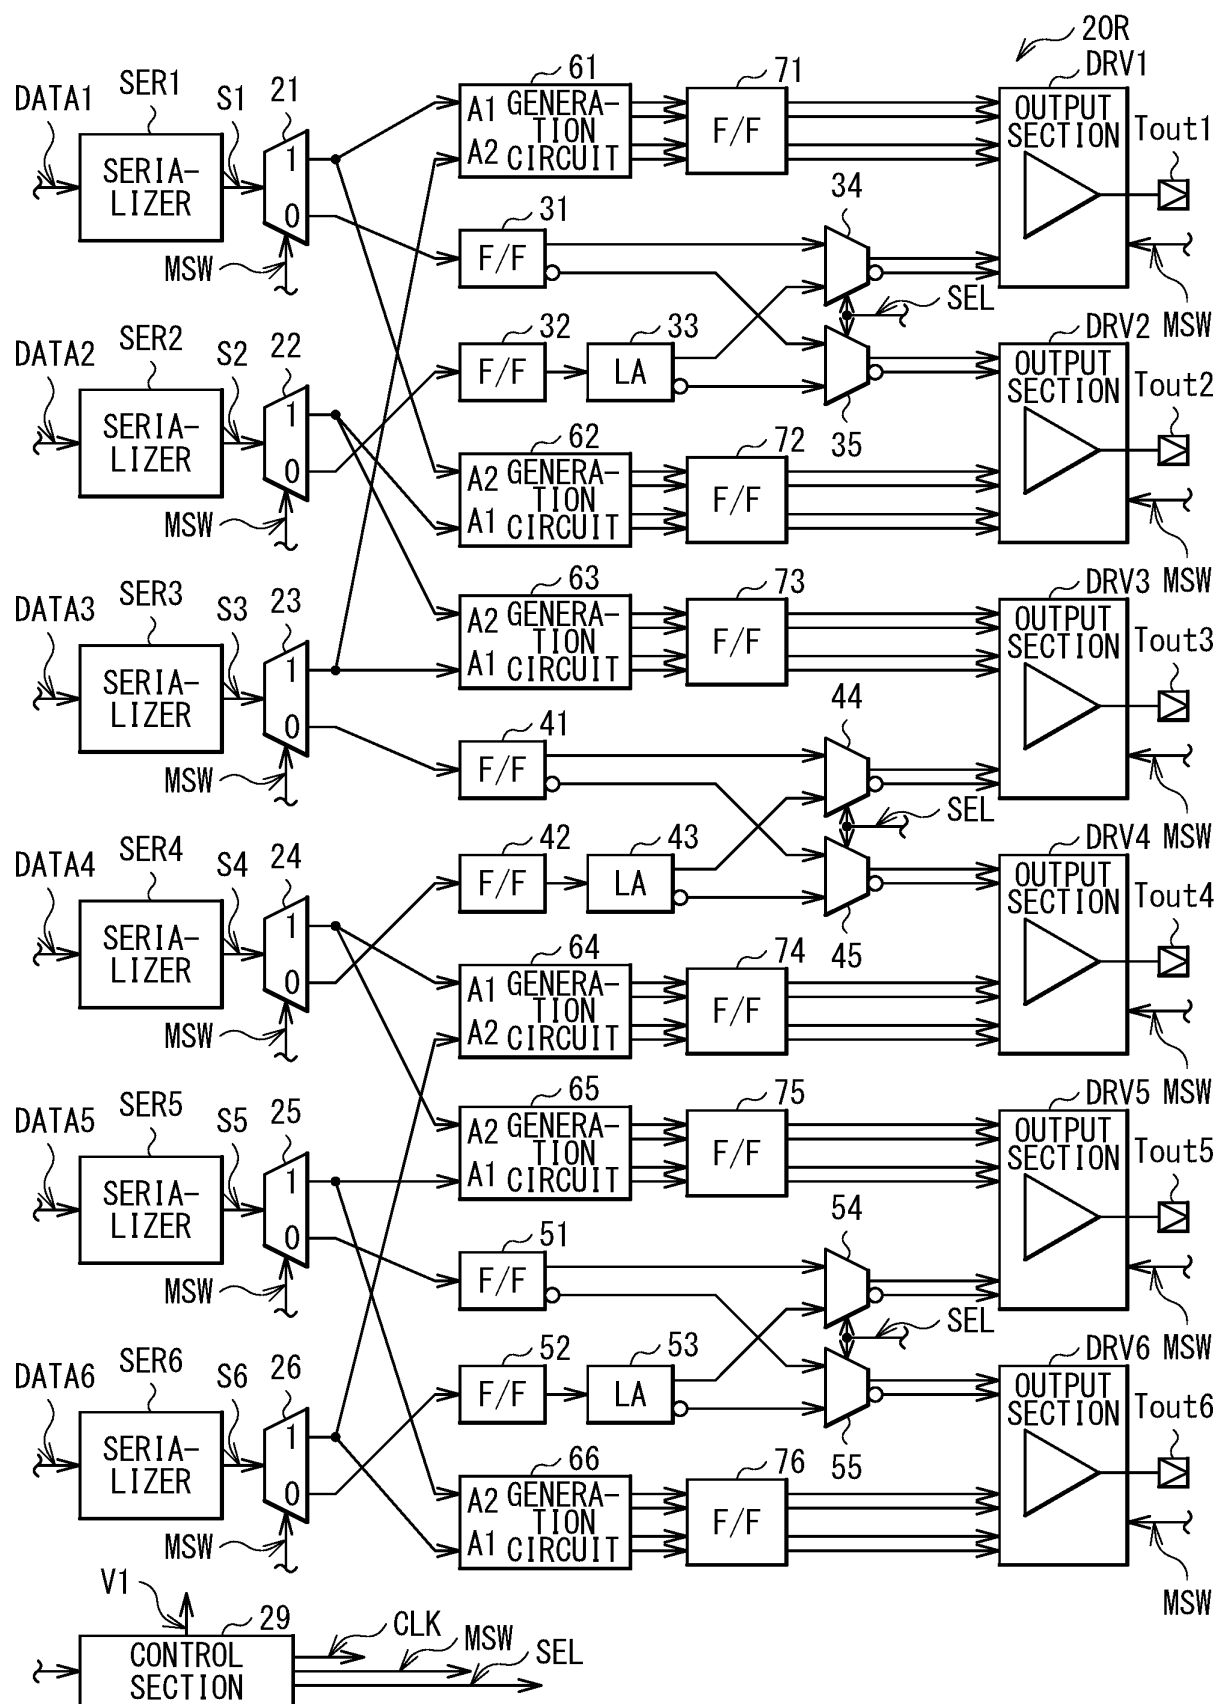 20R
SER1 21 61 71 DRV1
DATA1 S1 A1 GENERA- OUTPUT Tout1
SERIA- 1 A2 TION F/F SECTION
LIZER 0 CIRCUIT
MSW 31 34
F/F SEL MSW
SER2 22 32 33 DRV2
DATA2 S2 F/F LA OUTPUT Tout2
SERIA- 1 SECTION
LIZER 0 62 72 35
MSW A2 GENERA- F/F
A1 TION MSW
CIRCUIT
SER3 23 63 73 DRV3
DATA3 S3 A2 GENERA- OUTPUT Tout3
SERIA- 1 A1 TION F/F SECTION
LIZER 0 CIRCUIT
MSW 41 44
F/F SEL MSW
SER4 24 42 43 DRV4
DATA4 S4 F/F LA OUTPUT Tout4
SERIA- 1 SECTION
LIZER 0 64 74 45
MSW A1 GENERA- F/F
A2 TION MSW
CIRCUIT
SER5 25 65 75 DRV5
DATA5 S5 A2 GENERA- OUTPUT Tout5
SERIA- 1 A1 TION F/F SECTION
LIZER 0 CIRCUIT
MSW 51 54
F/F SEL MSW
SER6 26 52 53 DRV6
DATA6 S6 F/F LA OUTPUT Tout6
SERIA- 1 SECTION
LIZER 0 66 76 55
MSW A2 GENERA- F/F
A1 TION MSW
CIRCUIT
V1 29 CLK
CONTROL MSW
SECTION SEL